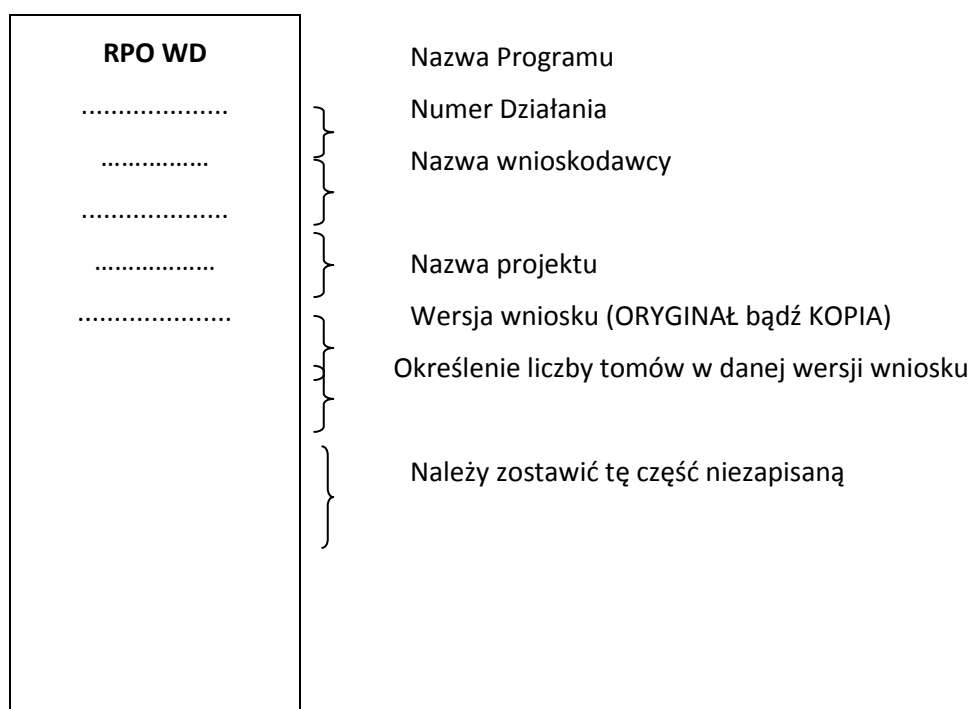 RPO WD
Nazwa Programu
....................
Numer Działania
..................
Nazwa wnioskodawcy
....................
..................
Nazwa projektu
.....................
Wersja wniosku (ORYGINAŁ bądź KOPIA)
Określenie liczby tomów w danej wersji wniosku
Należy zostawić tę część niezapisaną